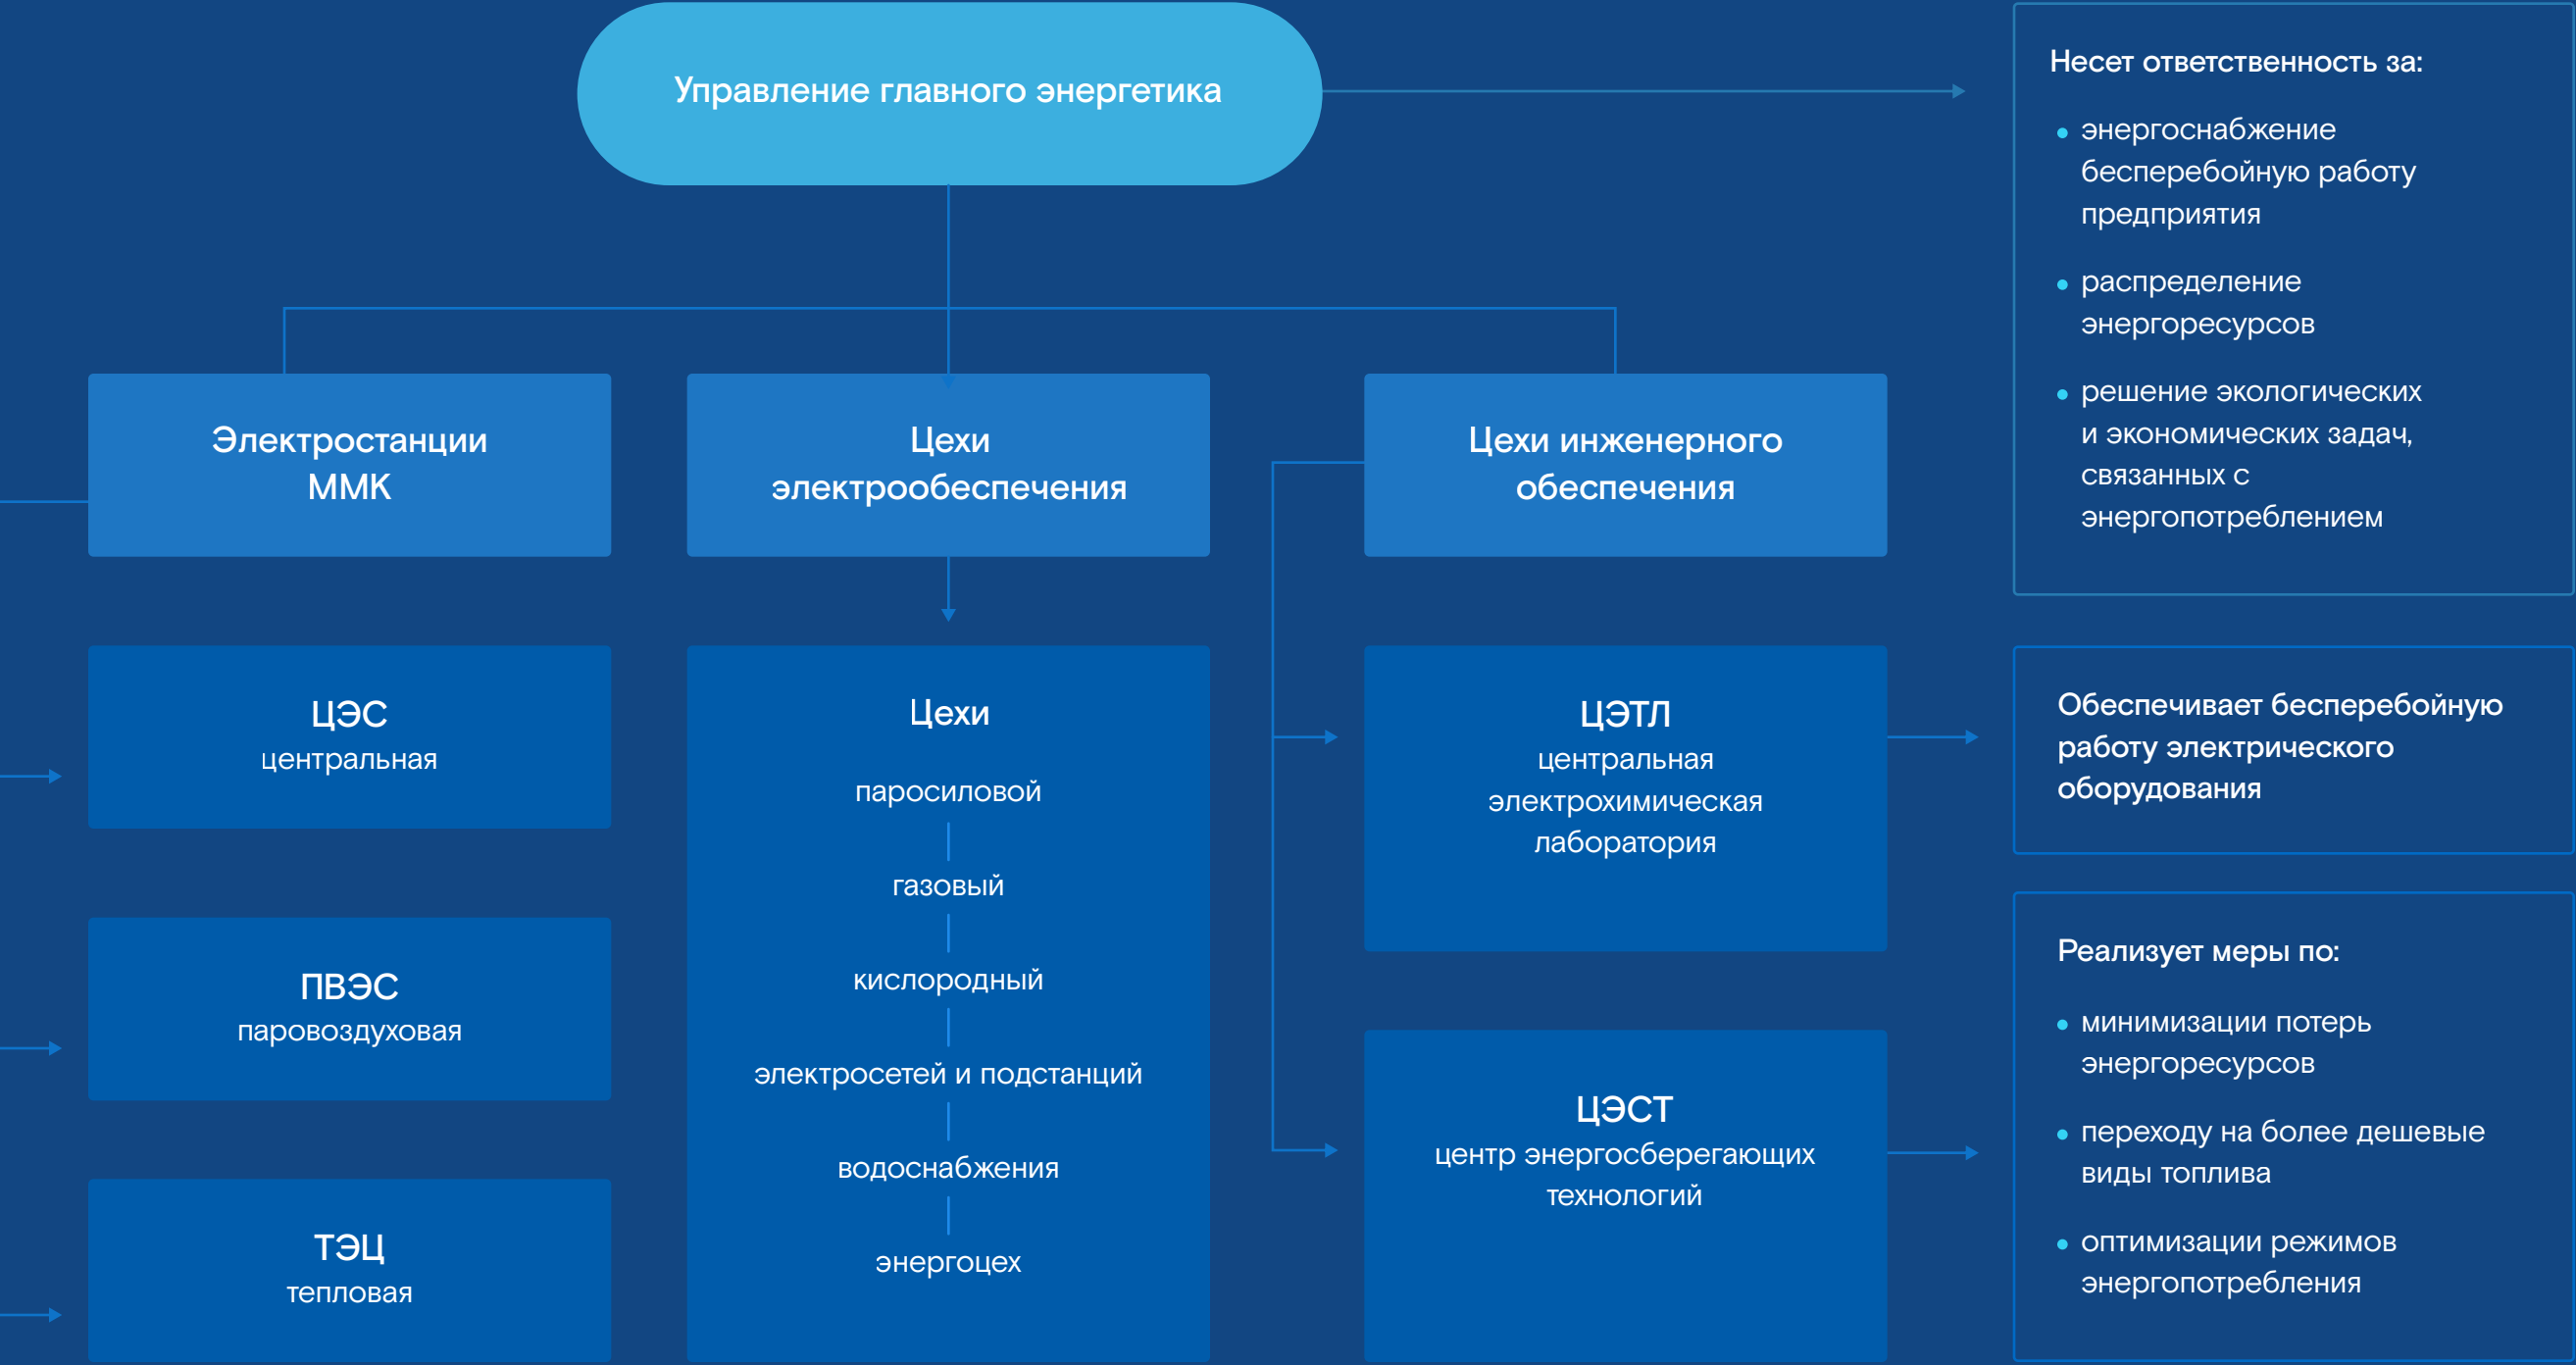 Управление главного энергетика
Несет ответственность за:
энергоснабжение
бесперебойную работу
предприятия
распределение
энергоресурсов
решение экологических
и экономических задач,
связанных с
энергопотреблением
Электростанции
ММК
ЦЭС
центральная
ПВЭС
паровоздуховая
ТЭЦ
тепловая
Цехи
электрообеспечения
Цехи
паросиловой
газовый
кислородный
электросетей и подстанций
водоснабжения
энергоцех
Цехи инженерного
обеспечения
ЦЭТЛ
центральная
электрохимическая
лаборатория
Обеспечивает бесперебойную
работу электрического
оборудования
ЦЭСТ
центр энергосберегающих
технологий
Реализует меры по:
минимизации потерь
энергоресурсов
переходу на более дешевые
виды топлива
оптимизации режимов
энергопотребления